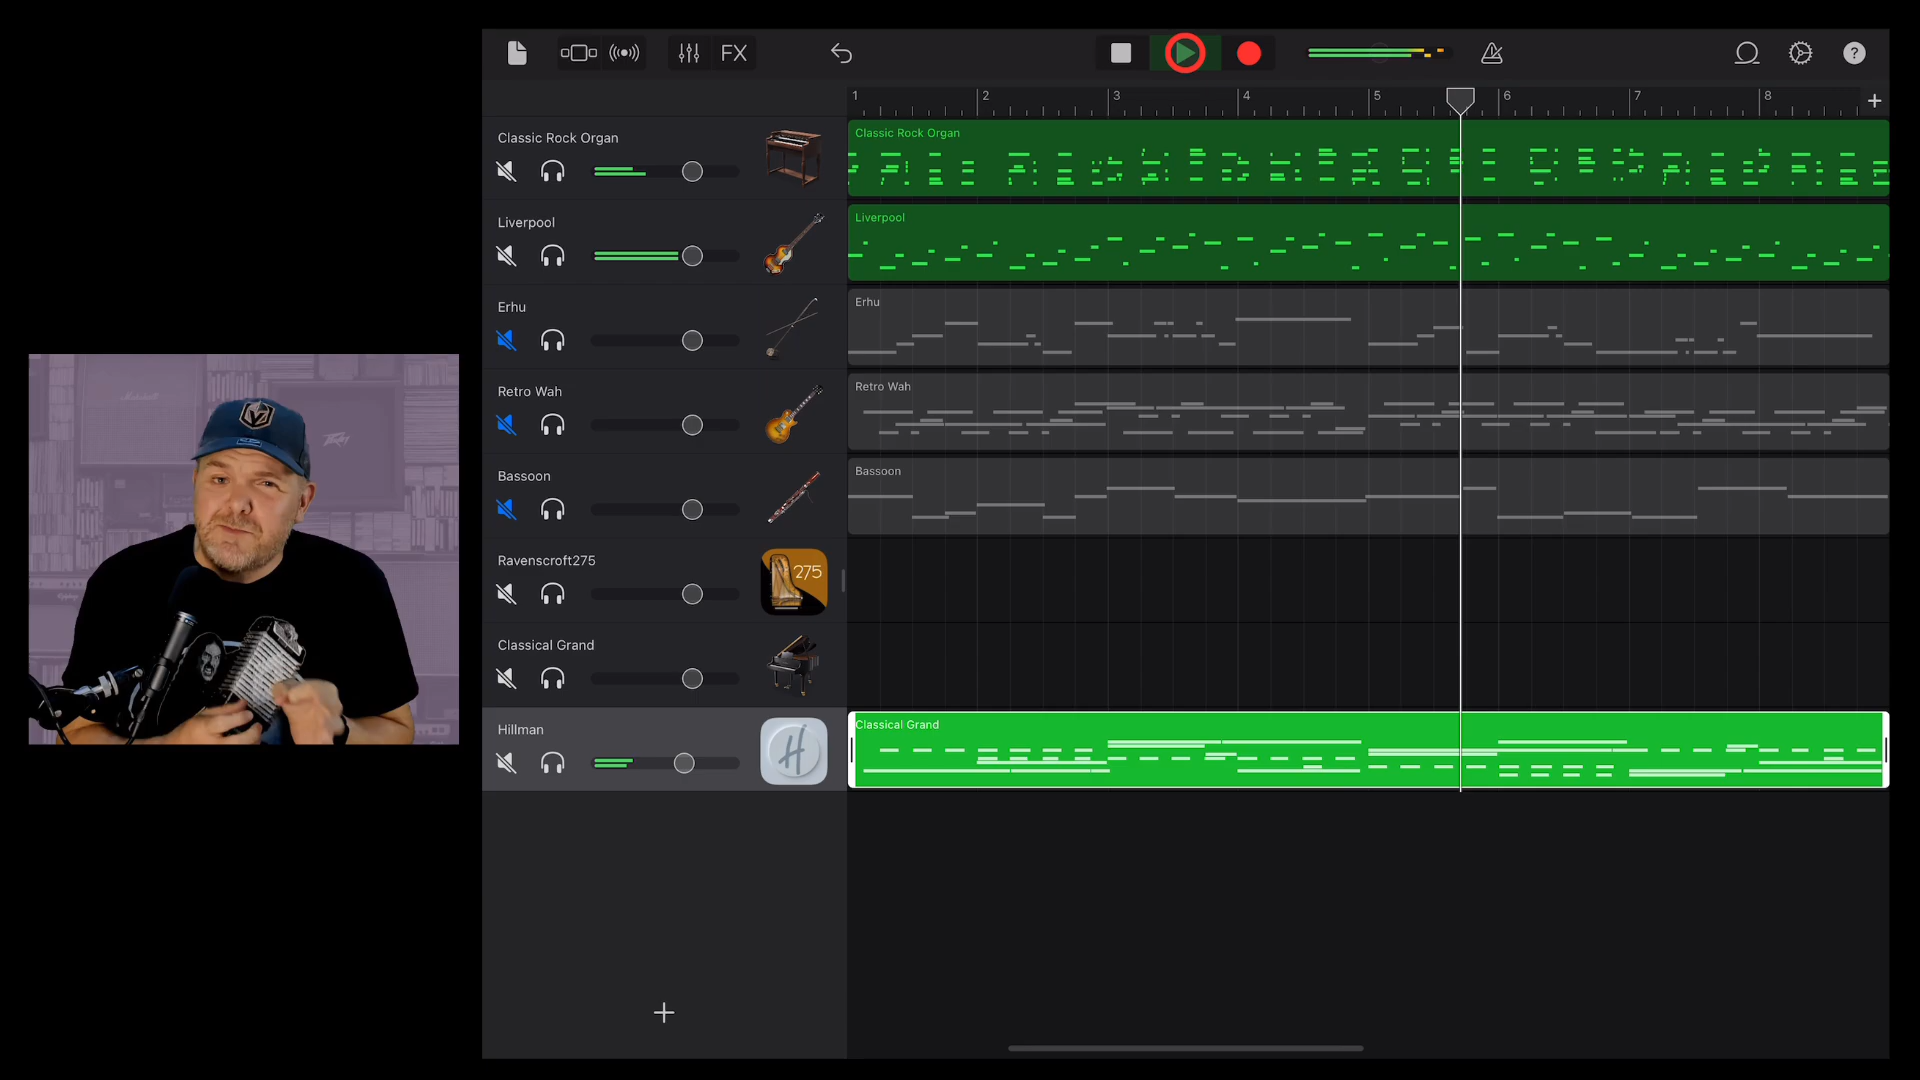 FX
?
1 2 3 4 5 6 7 8
Classic Rock Organ
Classic Rock Organ
Liverpool
Liverpool
Erhu
Erhu
Retro Wah
Retro Wah
Bassoon
Bassoon
Ravenscroft275
275
Classical Grand
Hillman
H
Classical Grand